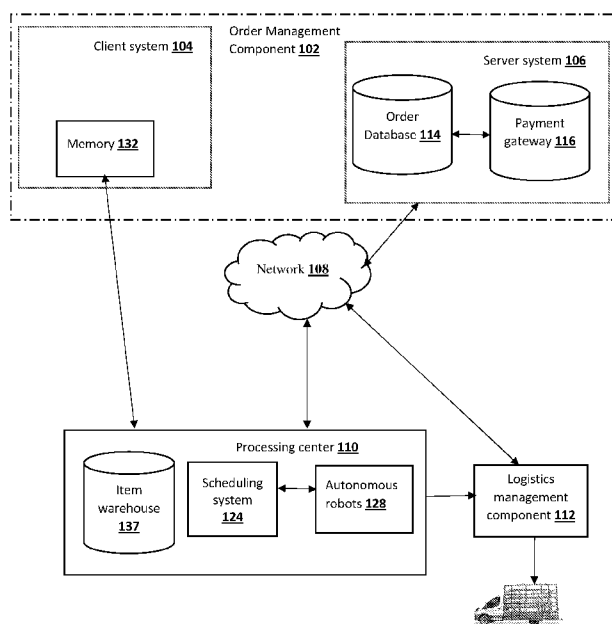 Order Management
Component 102
Client system 104
Memory 132
Server system 106
Order
Database 114
Payment
gateway 116
Network 108
Processing center 110
Item
warehouse
137
Scheduling
system
124
Autonomous
robots 128
Logistics
management
component 112